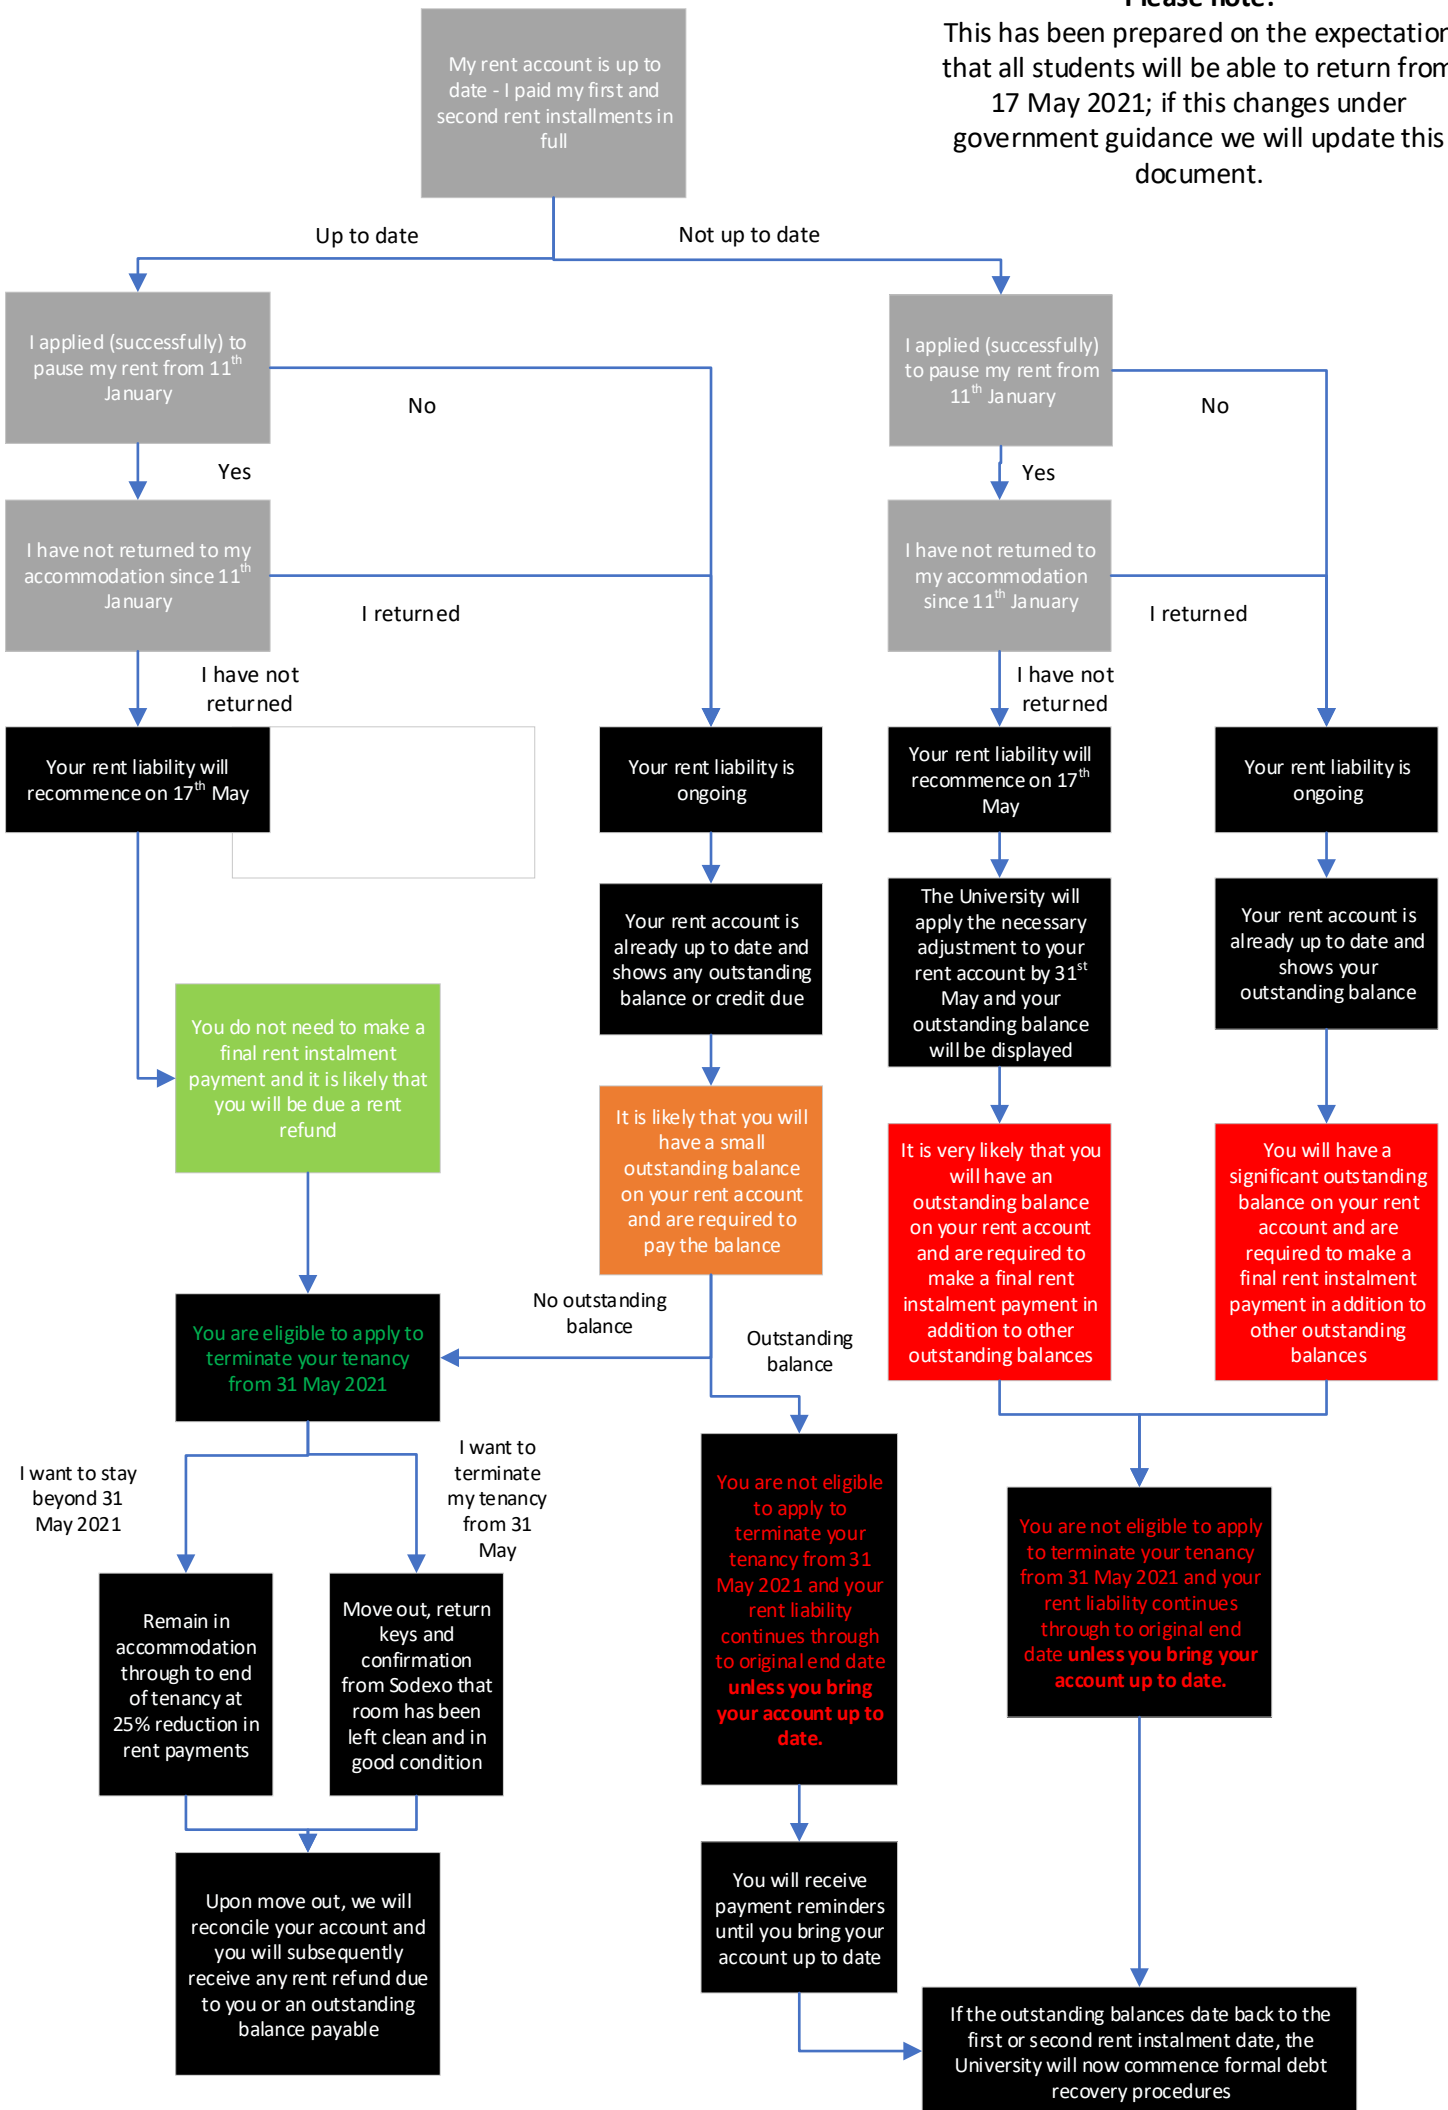 Please note:
This has been prepared on the expectation
that all students will be able to return from
17 May 2021; if this changes under
government guidance we will update this
document.
My rent account is up to
date - I paid my first and
second rent installments in
full
Up to date
Not up to date
I applied (successfully) to
pause my rent from 11th
January
No
Yes
I have not returned to my
accommodation since 11th
January
I returned
I have not
returned
Your rent liability will
recommence on 17th May
Your rent liability is
ongoing
Your rent account is
already up to date and
shows any outstanding
balance or credit due
You do not need to make a
final rent instalment
payment and it is likely that
you will be due a rent
refund
It is likely that you will
have a small
outstanding balance
on your rent account
and are required to
pay the balance
No outstanding
balance
Outstanding
balance
You are eligible to apply to
terminate your tenancy
from 31 May 2021
I want to stay
beyond 31
May 2021
I want to
terminate
my tenancy
from 31
May
Remain in
accommodation
through to end
of tenancy at
25% reduction in
rent payments
Move out, return
keys and
confirmation
from Sodexo that
room has been
left clean and in
good condition
Upon move out, we will
reconcile your account and
you will subsequently
receive any rent refund due
to you or an outstanding
balance payable
You are not eligible
to apply to
terminate your
tenancy from 31
May 2021 and your
rent liability
continues through
to original end date
unless you bring
your account up to
date.
You will receive
payment reminders
until you bring your
account up to date
I applied (successfully)
to pause my rent from
11th January
No
Yes
I have not returned to
my accommodation
since 11th January
I returned
I have not
returned
Your rent liability will
recommence on 17th
May
Your rent liability is
ongoing
The University will
apply the necessary
adjustment to your
rent account by 31st
May and your
outstanding balance
will be displayed
Your rent account is
already up to date and
shows your
outstanding balance
It is very likely that you
will have an
outstanding balance
on your rent account
and are required to
make a final rent
instalment payment in
addition to other
outstanding balances
You will have a
significant outstanding
balance on your rent
account and are
required to make a
final rent instalment
payment in addition to
other outstanding
balances
You are not eligible to apply
to terminate your tenancy
from 31 May 2021 and your
rent liability continues
through to original end
date unless you bring your
account up to date.
If the outstanding balances date back to the
first or second rent instalment date, the
University will now commence formal debt
recovery procedures